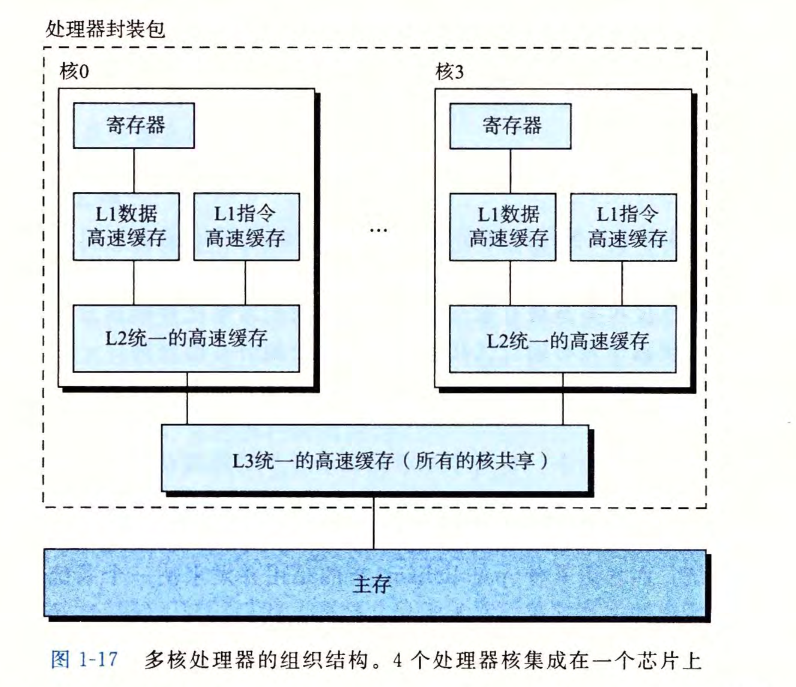 处理器封装包
核0
核3
寄存器
寄存器
L1数据
高速缓存
L1指令
高速缓存
...
L1数据
高速缓存
L1指令
高速缓存
L2统一的高速缓存
L2统一的高速缓存
L3统一的高速缓存（所有的核共享）
主存
图 1-17 多核处理器的组织结构。4 个处理器核集成在一个芯片上